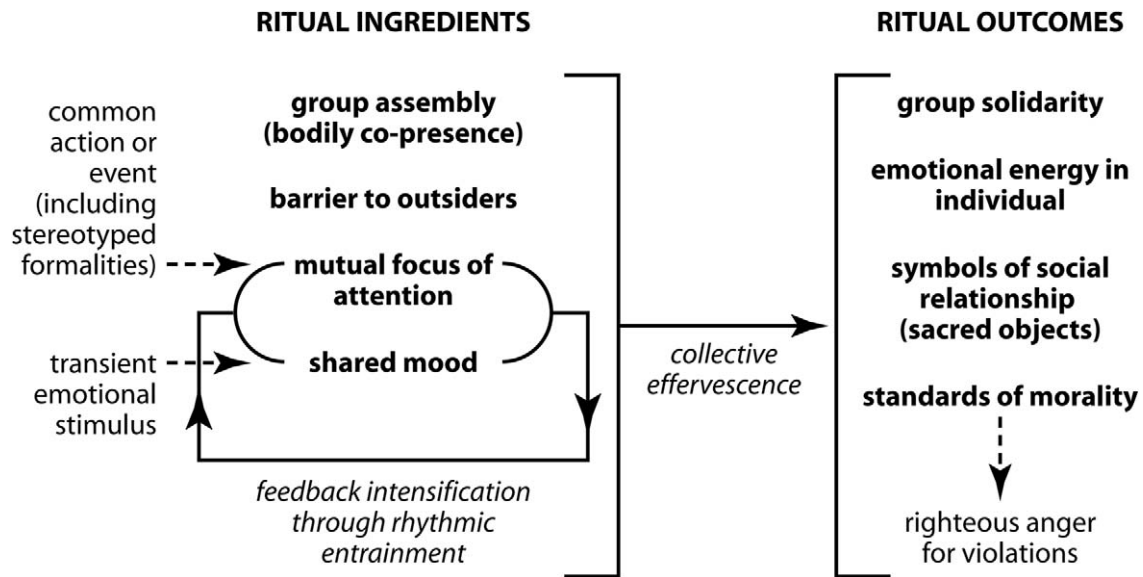 RITUAL INGREDIENTS
common
action or
event
(including
stereotyped
formalities)
transient
emotional
stimulus
group assembly
(bodily co-presence)
barrier to outsiders
mutual focus of
attention
shared mood
feedback intensification
through rhythmic
entrainment
collective
effervescence
RITUAL OUTCOMES
group solidarity
emotional energy in
individual
symbols of social
relationship
(sacred objects)
standards of morality
righteous anger
for violations